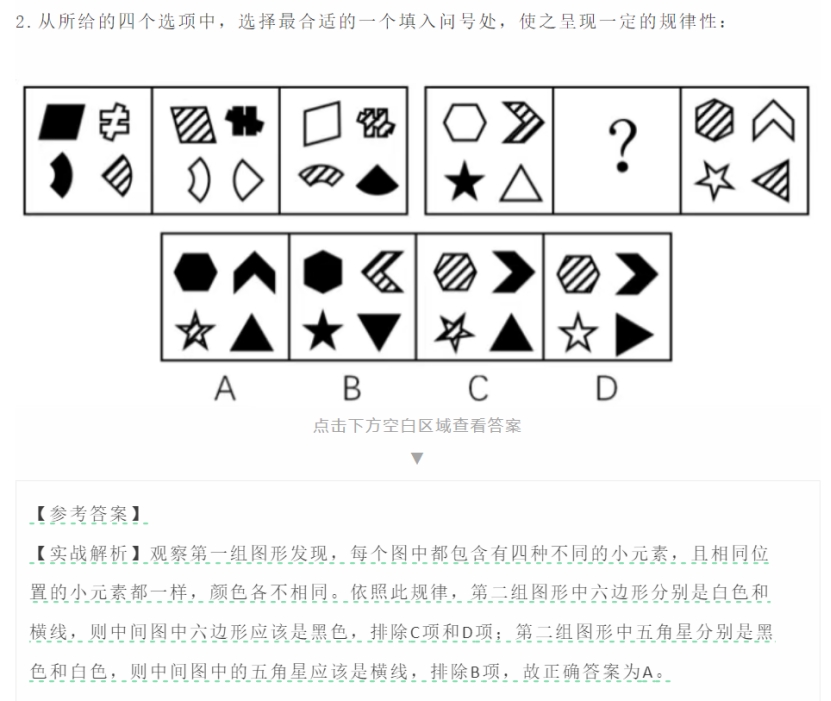 2. 从所给的四个选项中，选择最合适的一个填入问号处，使之呈现一定的规律性：
?
A B C D
点击下方空白区域查看答案
▼
【参考答案】
【实战解析】观察第一组图形发现，每个图中都包含有四种不同的小元素，且相同位
置的小元素都一样，颜色各不相同。依照此规律，第二组图形中六边形分别是白色和
横线，则中间图中六边形应该是黑色，排除C项和D项；第二组图形中五角星分别是黑
色和白色，则中间图中的五角星应该是横线，排除B项，故正确答案为A。